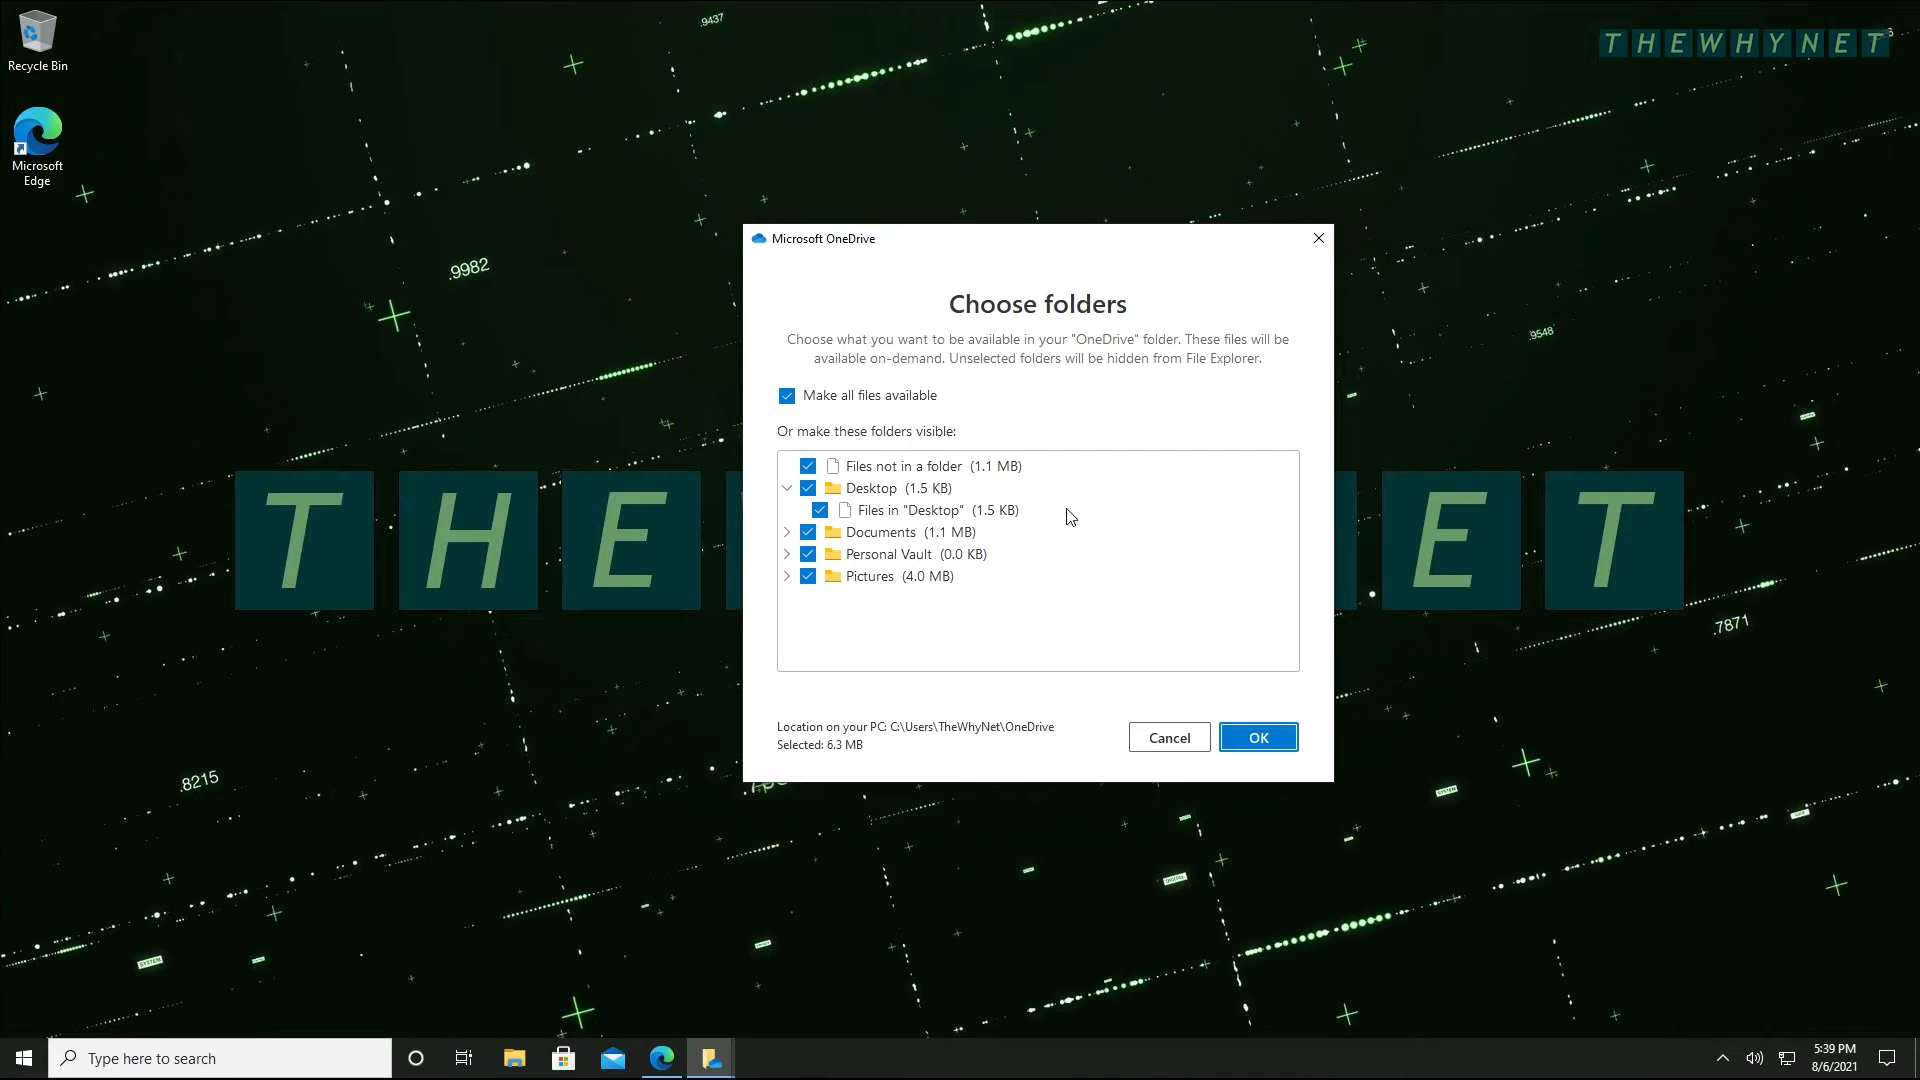 Recycle Bin
Microsoft
Edge
.9437
THEWHYNET
.9982
.9548
Microsoft OneDrive
Choose folders
Choose what you want to be available in your "OneDrive" folder. These files will be
available on-demand. Unselected folders will be hidden from File Explorer.
Make all files available
Or make these folders visible:
Files not in a folder (1.1 MB)
Desktop (1.5 KB)
Files in "Desktop" (1.5 KB)
Documents (1.1 MB)
Personal Vault (0.0 KB)
Pictures (4.0 MB)
THE ET
.7871
Location on your PC: C:\Users\TheWhyNet\OneDrive
Selected: 6.3 MB
Cancel
OK
.8215
SYSTEM
DIGITAL
SYSTEM
Type here to search
5:39 PM
8/6/2021